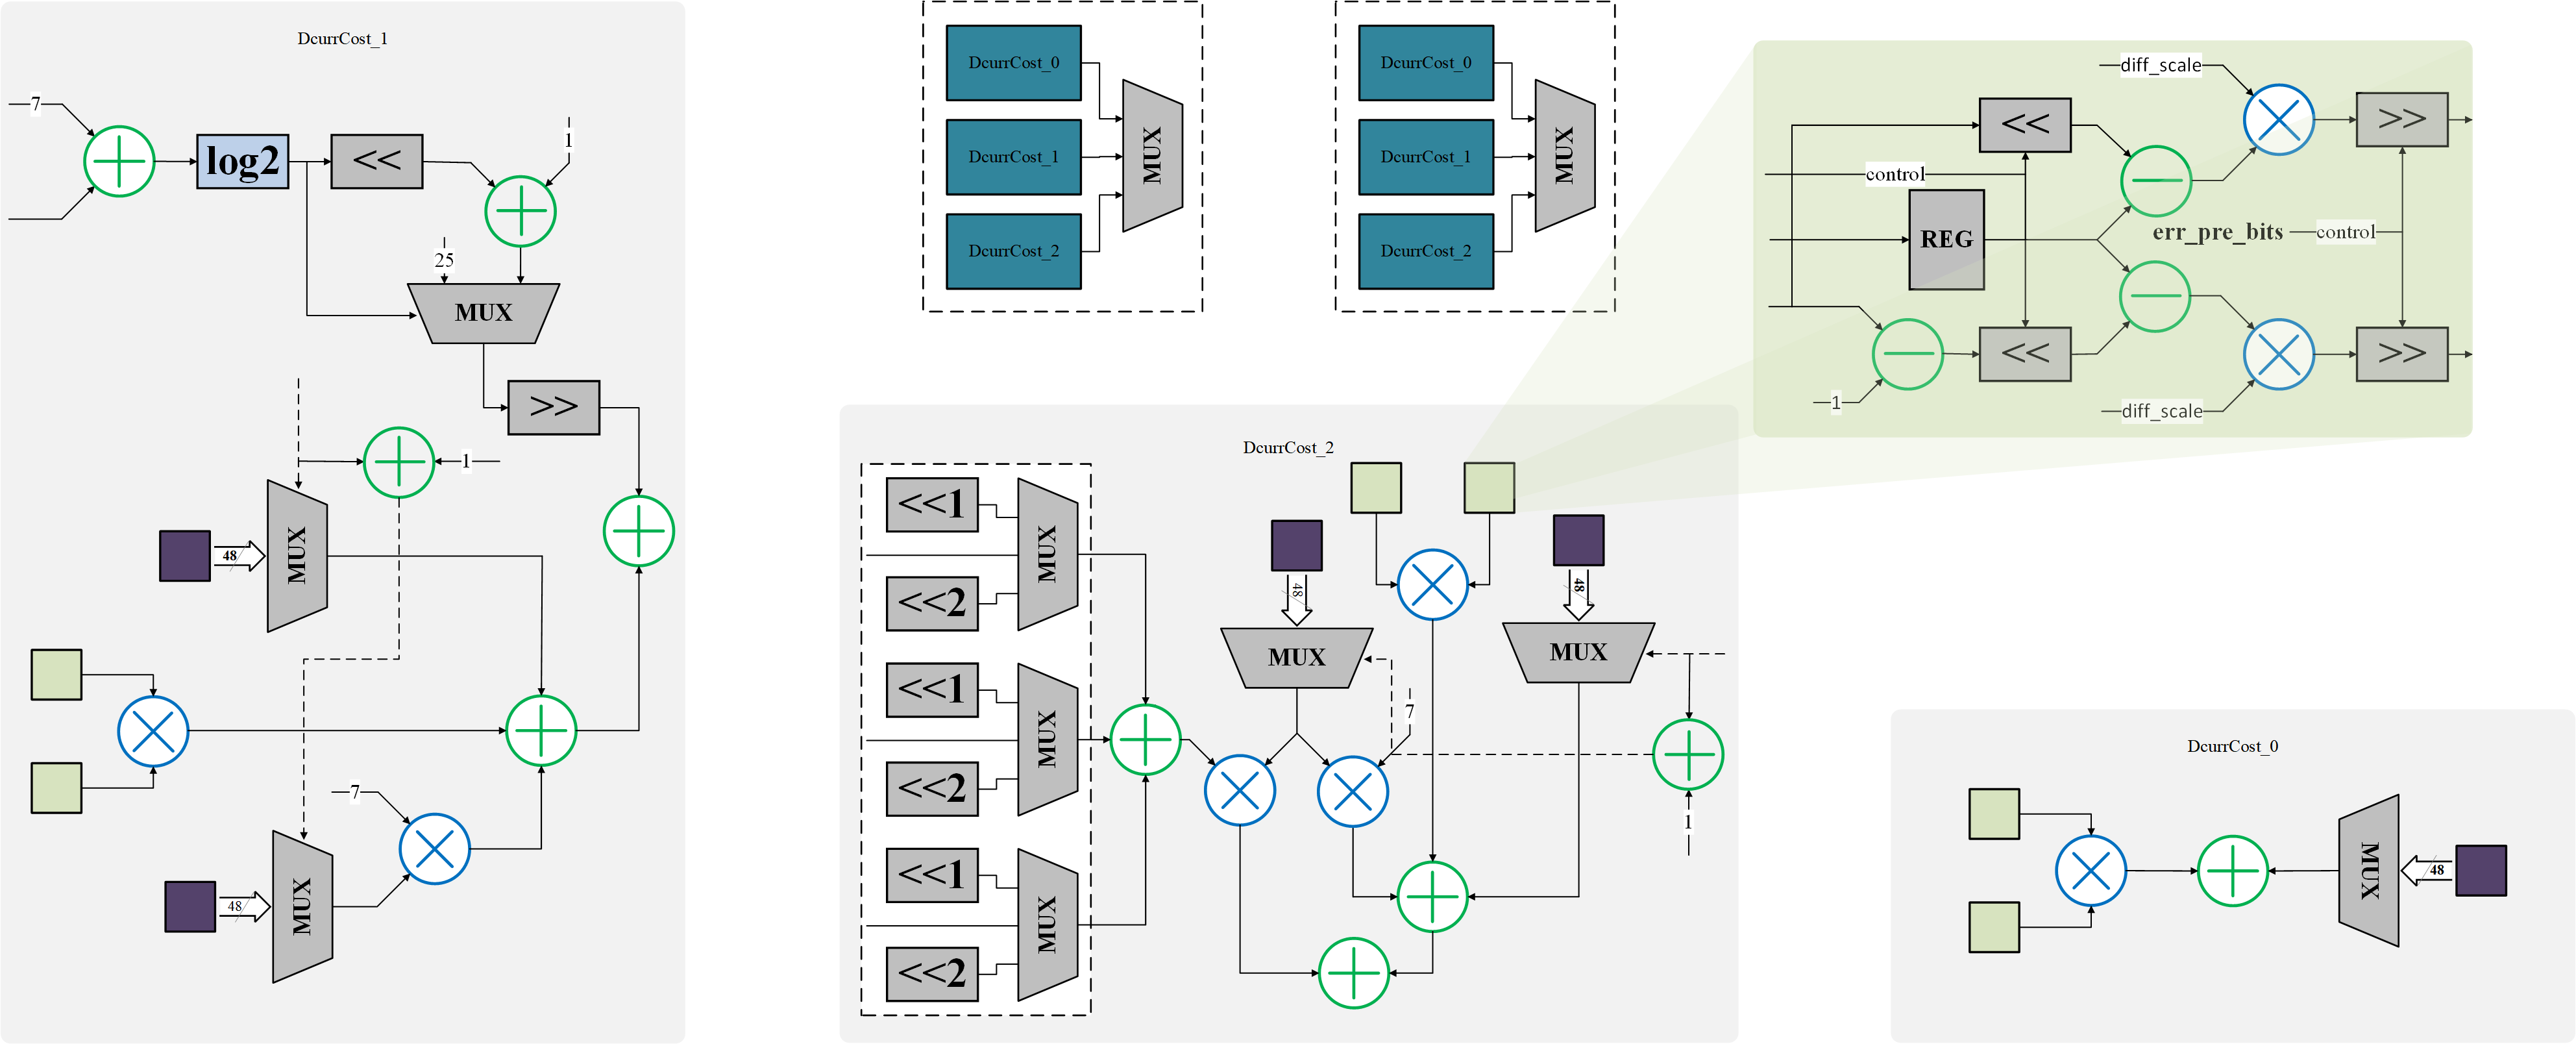 DcurrCost_1
7
log2
<<
1
25
MUX
>>
1
MUX
48
7
MUX
48
DcurrCost_0
DcurrCost_1
DcurrCost_2
MUX
DcurrCost_0
DcurrCost_1
DcurrCost_2
MUX
diff_scale
<<
>>
control
REG
err_pre_bits
control
<<
>>
1
diff_scale
DcurrCost_2
<<1
MUX
<<2
<<1
MUX
<<2
<<1
MUX
<<2
48
48
MUX
MUX
7
1
DcurrCost_0
MUX
48